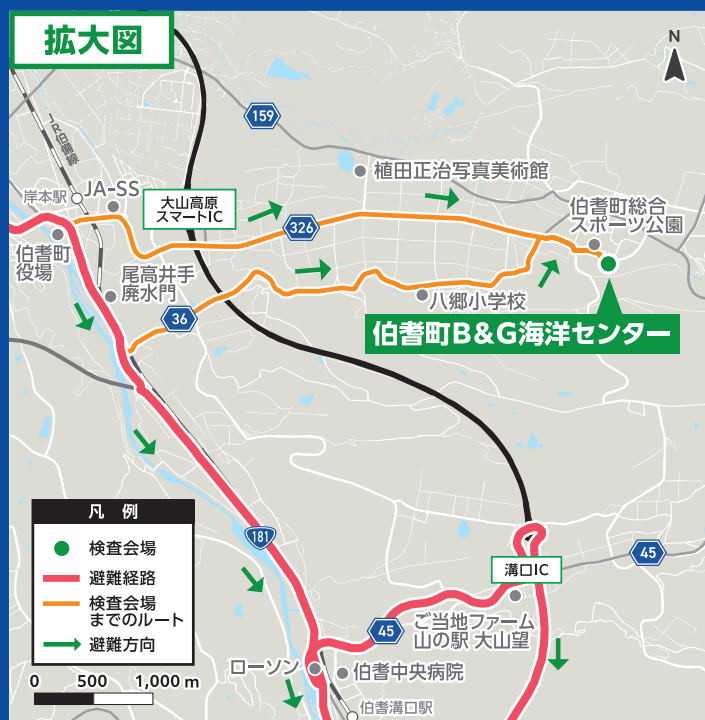 拡大図
N
159
JR伯備線
植田正治写真美術館
岸本駅
JA-SS
大山高原
スマートIC
伯耆町総合
スポーツ公園
326
伯耆町
役場
尾高井手
廃水門
八郷小学校
36
伯耆町B&G海洋センター
凡 例
検査会場
避難経路
検査会場
までのルート
避難方向
0 500 1,000 m
181
45
溝口IC
45
ご当地ファーム
山の駅 大山望
ローソン
伯耆中央病院
伯耆溝口駅